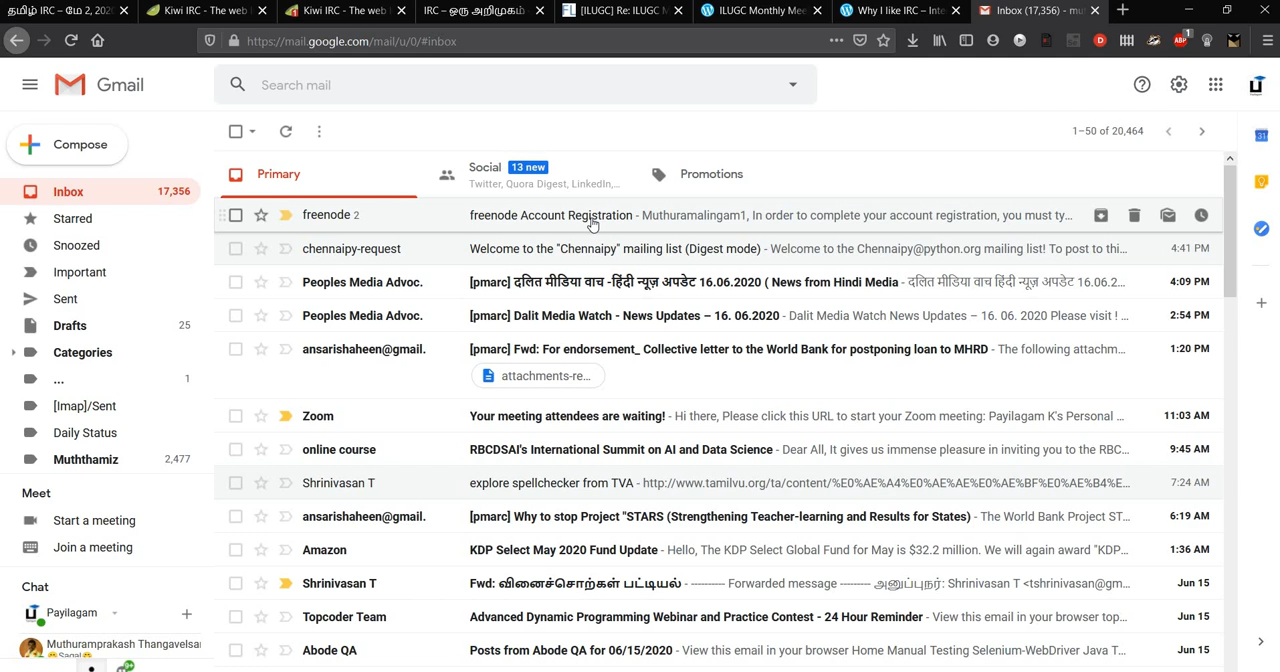 தமிழ் IRC – மே 2, 202
Kiwi IRC - The web
Kiwi IRC - The web
IRC – ஒரு அறிமுகம்
[ILUGC] Re: ILUGC M
ILUGC Monthly Mee
Why I like IRC – Inte
Inbox (17,356) - mu
https://mail.google.com/mail/u/0/#inbox
Gmail
Search mail
Compose
1–50 of 20,464
Primary
Social 13 new
Twitter, Quora Digest, LinkedIn,...
Promotions
Inbox 17,356
Starred
Snoozed
Important
Sent
Drafts 25
Categories
... 1
[Imap]/Sent
Daily Status
Muththamiz 2,477
Meet
Start a meeting
Join a meeting
Chat
Payilagam
Muthuramprakash Thangavelsar
freenode 2 freenode Account Registration - Muthuramalingam1, In order to complete your account registration, you must ty...
chennaipy-request Welcome to the "Chennaipy" mailing list (Digest mode) - Welcome to the Chennaipy@python.org mailing list! To post to thi... 4:41 PM
Peoples Media Advoc. [pmarc] दलित मीडिया वाच -हिंदी न्यूज़ अपडेट 16.06.2020 ( News from Hindi Media - दलित मीडिया वाच हिंदी न्यूज़ अपडेट 16.06.2... 4:09 PM
Peoples Media Advoc. [pmarc] Dalit Media Watch - News Updates – 16. 06.2020 - Dalit Media Watch News Updates – 16. 06. 2020 Please visit ! ... 2:54 PM
ansarishaheen@gmail. [pmarc] Fwd: For endorsement_ Collective letter to the World Bank for postponing loan to MHRD - The following attachm... 1:20 PM
attachments-re...
Zoom Your meeting attendees are waiting! - Hi there, Please click this URL to start your Zoom meeting: Payilagam K's Personal ... 11:03 AM
online course RBCDSAI's International Summit on AI and Data Science - Dear All, It gives us immense pleasure in inviting you to the RBC... 9:45 AM
Shrinivasan T explore spellchecker from TVA - http://www.tamilvu.org/ta/content/%E0%AE%A4%E0%AE%AE%E0%AE%BF%E0%AE%B4%E... 7:24 AM
ansarishaheen@gmail. [pmarc] Why to stop Project "STARS (Strengthening Teacher-learning and Results for States) - The World Bank Project ST... 6:19 AM
Amazon KDP Select May 2020 Fund Update - Hello, The KDP Select Global Fund for May is $32.2 million. We will again award "KDP... 1:36 AM
Shrinivasan T Fwd: வினைச்சொற்கள் பட்டியல் - ---------- Forwarded message --------- அனுப்புநர்: Shrinivasan T <tshrinivasan@gm... Jun 15
Topcoder Team Advanced Dynamic Programming Webinar and Practice Contest - 24 Hour Reminder - View this email in your browser top... Jun 15
Abode QA Posts from Abode QA for 06/15/2020 - View this email in your browser Home Manual Testing Selenium-WebDriver Java T... Jun 15